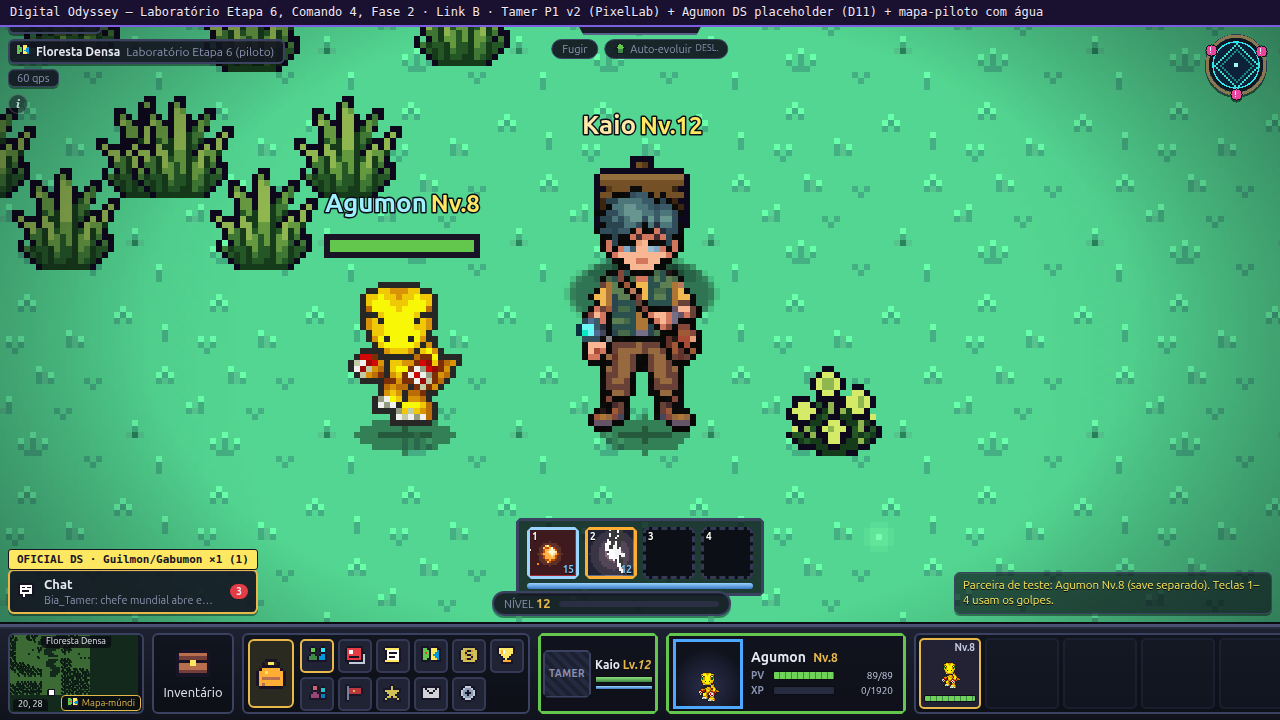 Digital Odyssey — Laboratório Etapa 6, Comando 4, Fase 2 · Link B · Tamer P1 v2 (PixelLab) + Agumon DS placeholder (D11) + mapa-piloto com água
Floresta Densa Laboratório Etapa 6 (piloto)
Fugir
Auto-evoluir DESL.
60 qps
i
Kaio Nv.12
Agumon Nv.8
1
15
2
12
3
4
NÍVEL 12
OFICIAL DS · Guilmon/Gabumon ×1 (1)
Chat
Bia_Tamer: chefe mundial abre e...
3
Parceira de teste: Agumon Nv.8 (save separado). Teclas 1–
4 usam os golpes.
Floresta Densa
20, 28
Mapa-múndi
Inventário
TAMER
Kaio Lv.12
Agumon Nv.8
PV 89/89
XP 0/1920
Nv.8